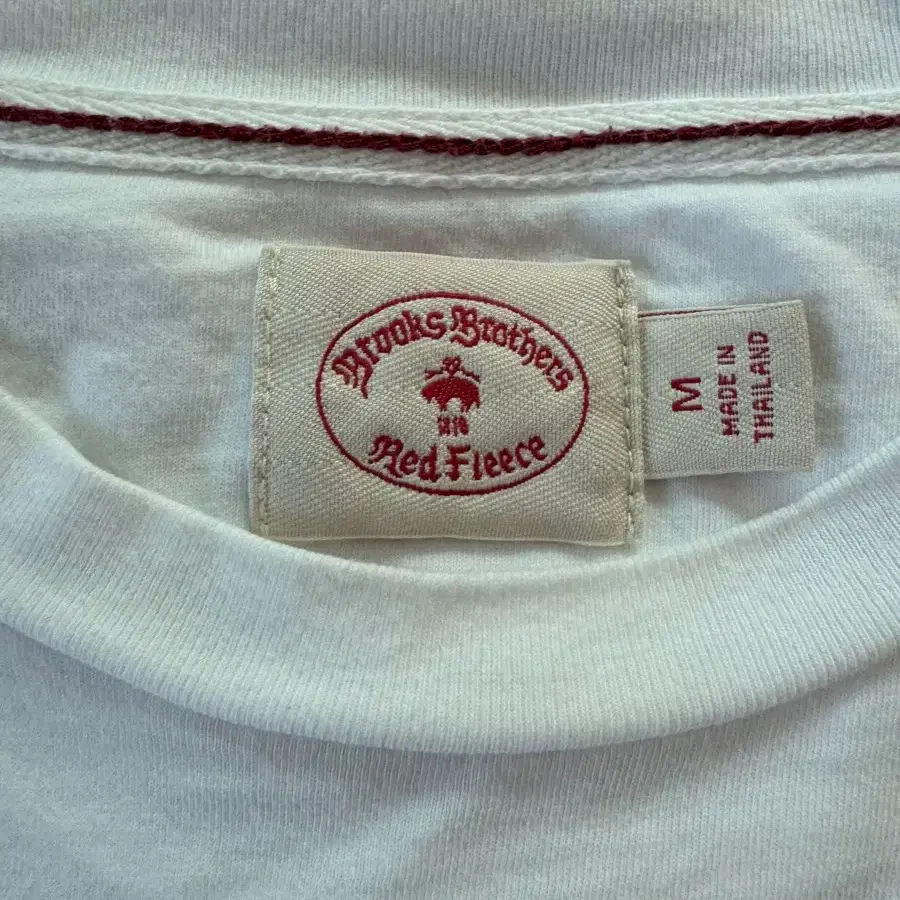 Brooks Brothers
1818
Red Fleece
M
MADE IN
THAILAND